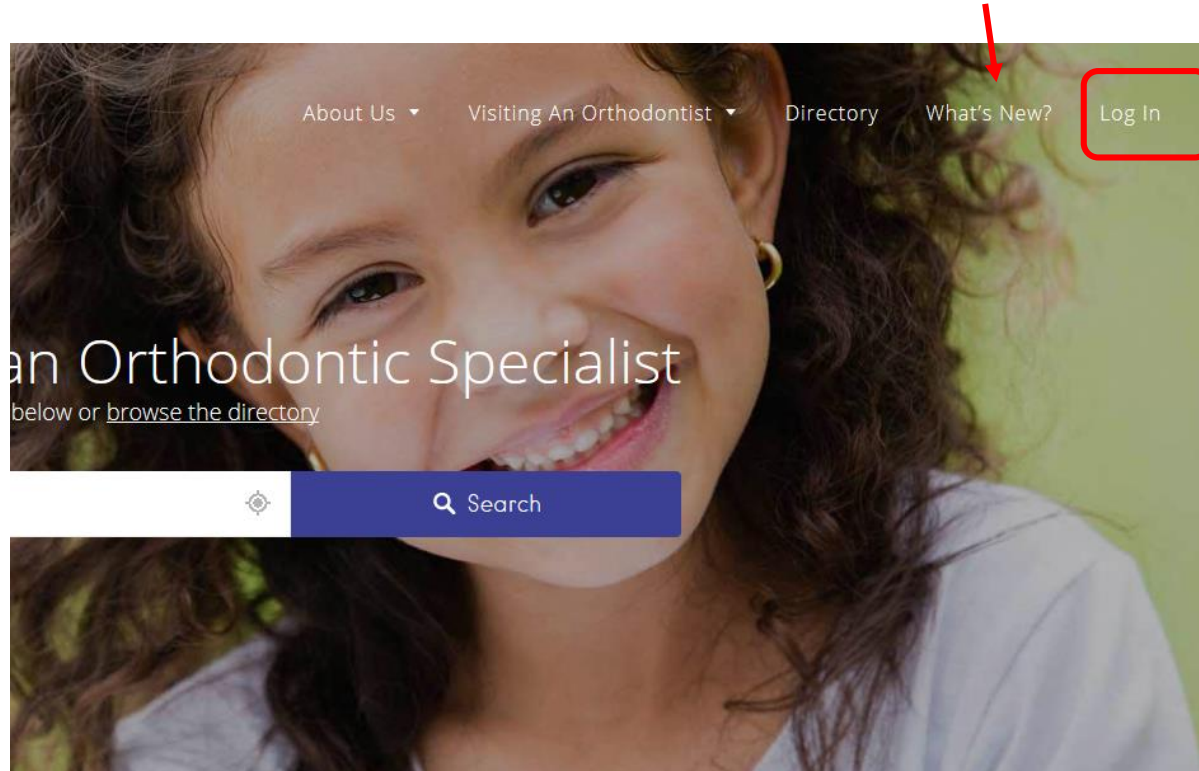 About Us Visiting An Orthodontist Directory What's New? Log In
an Orthodontic Specialist
below or browse the directory
Search